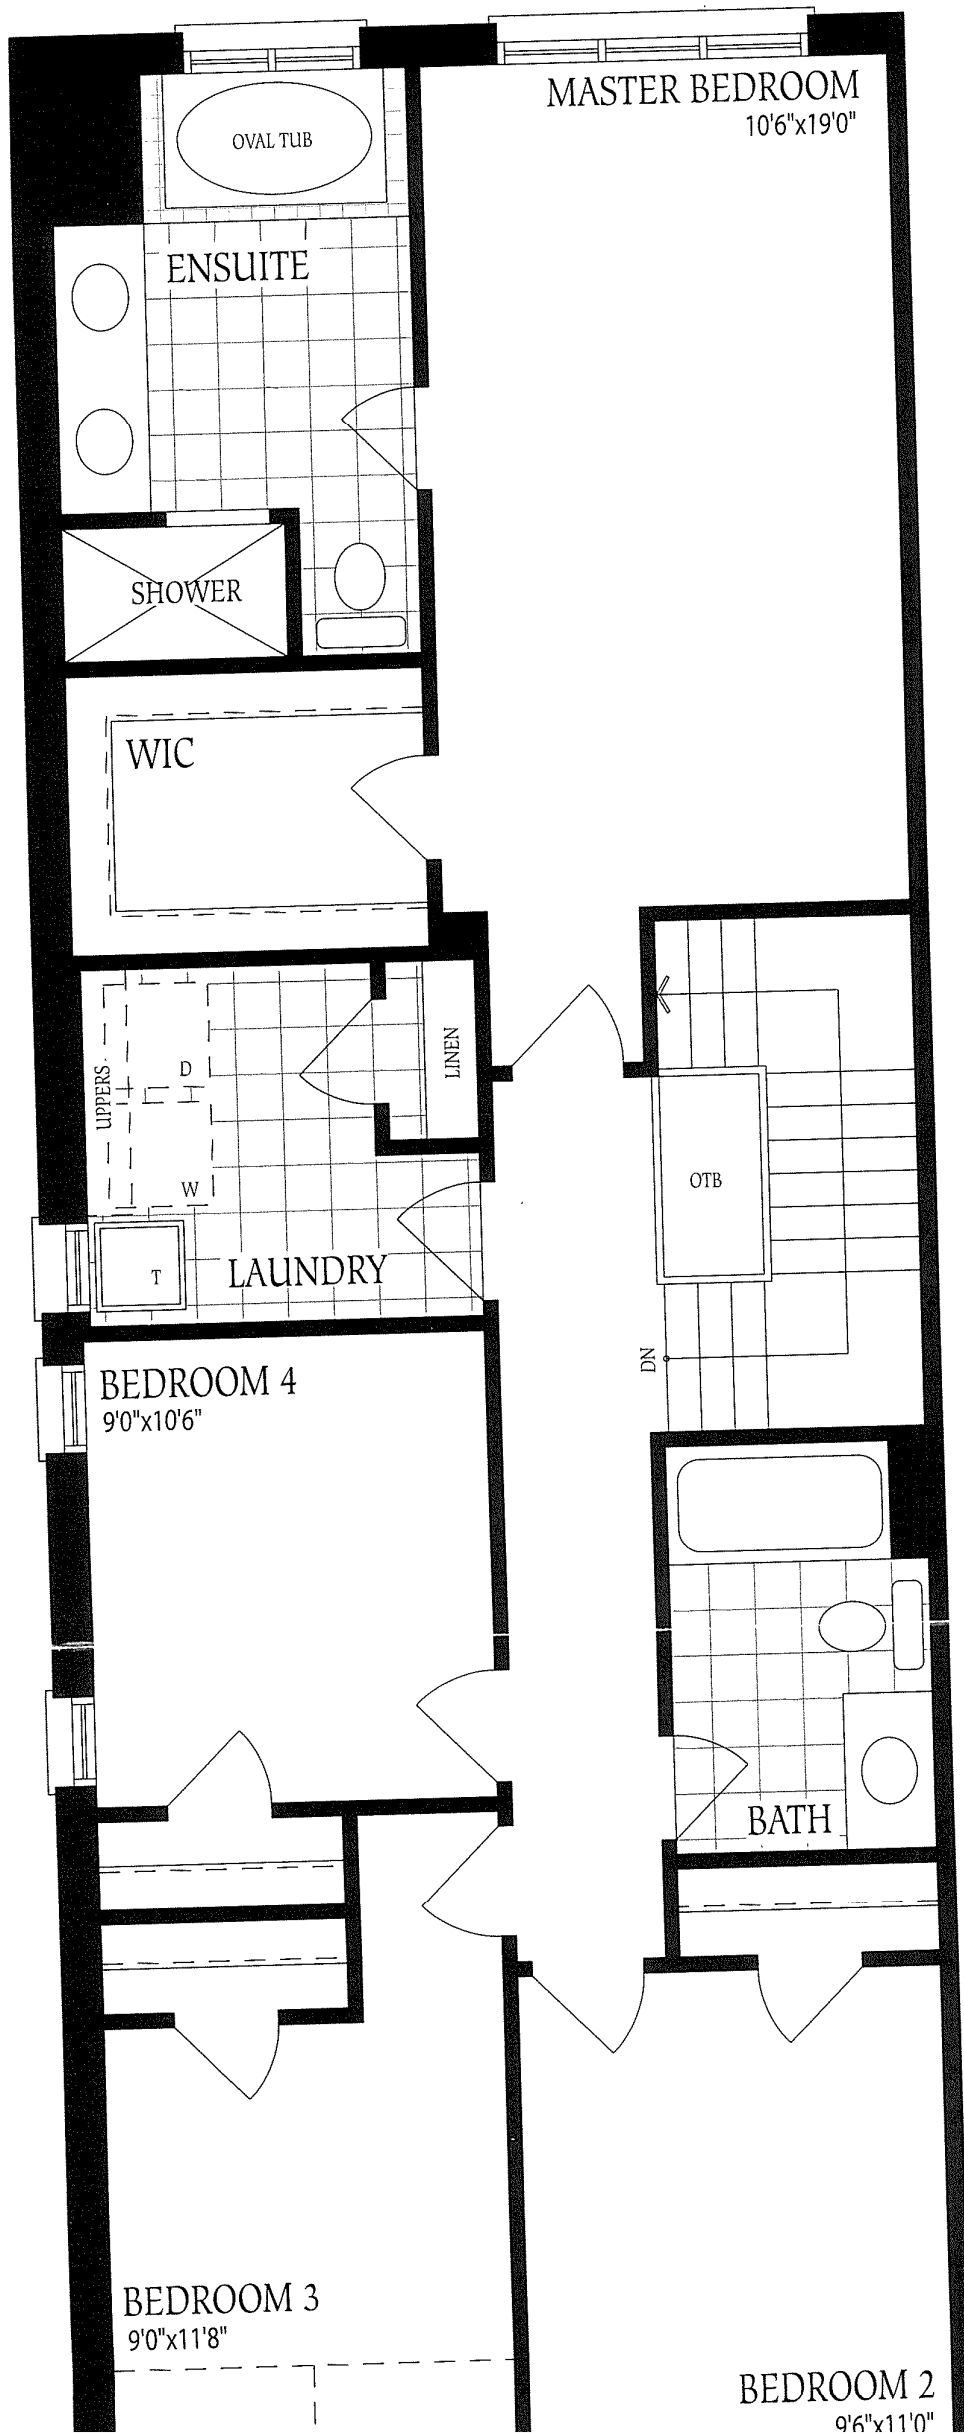 MASTER BEDROOM
10'6"x19'0"
OVAL TUB
ENSUITE
SHOWER
WIC
UPPERS
D
LINEN
W
OTB
T
LAUNDRY
DN
BEDROOM 4
9'0"x10'6"
BATH
BEDROOM 3
9'0"x11'8"
BEDROOM 2
9'6"x11'0"